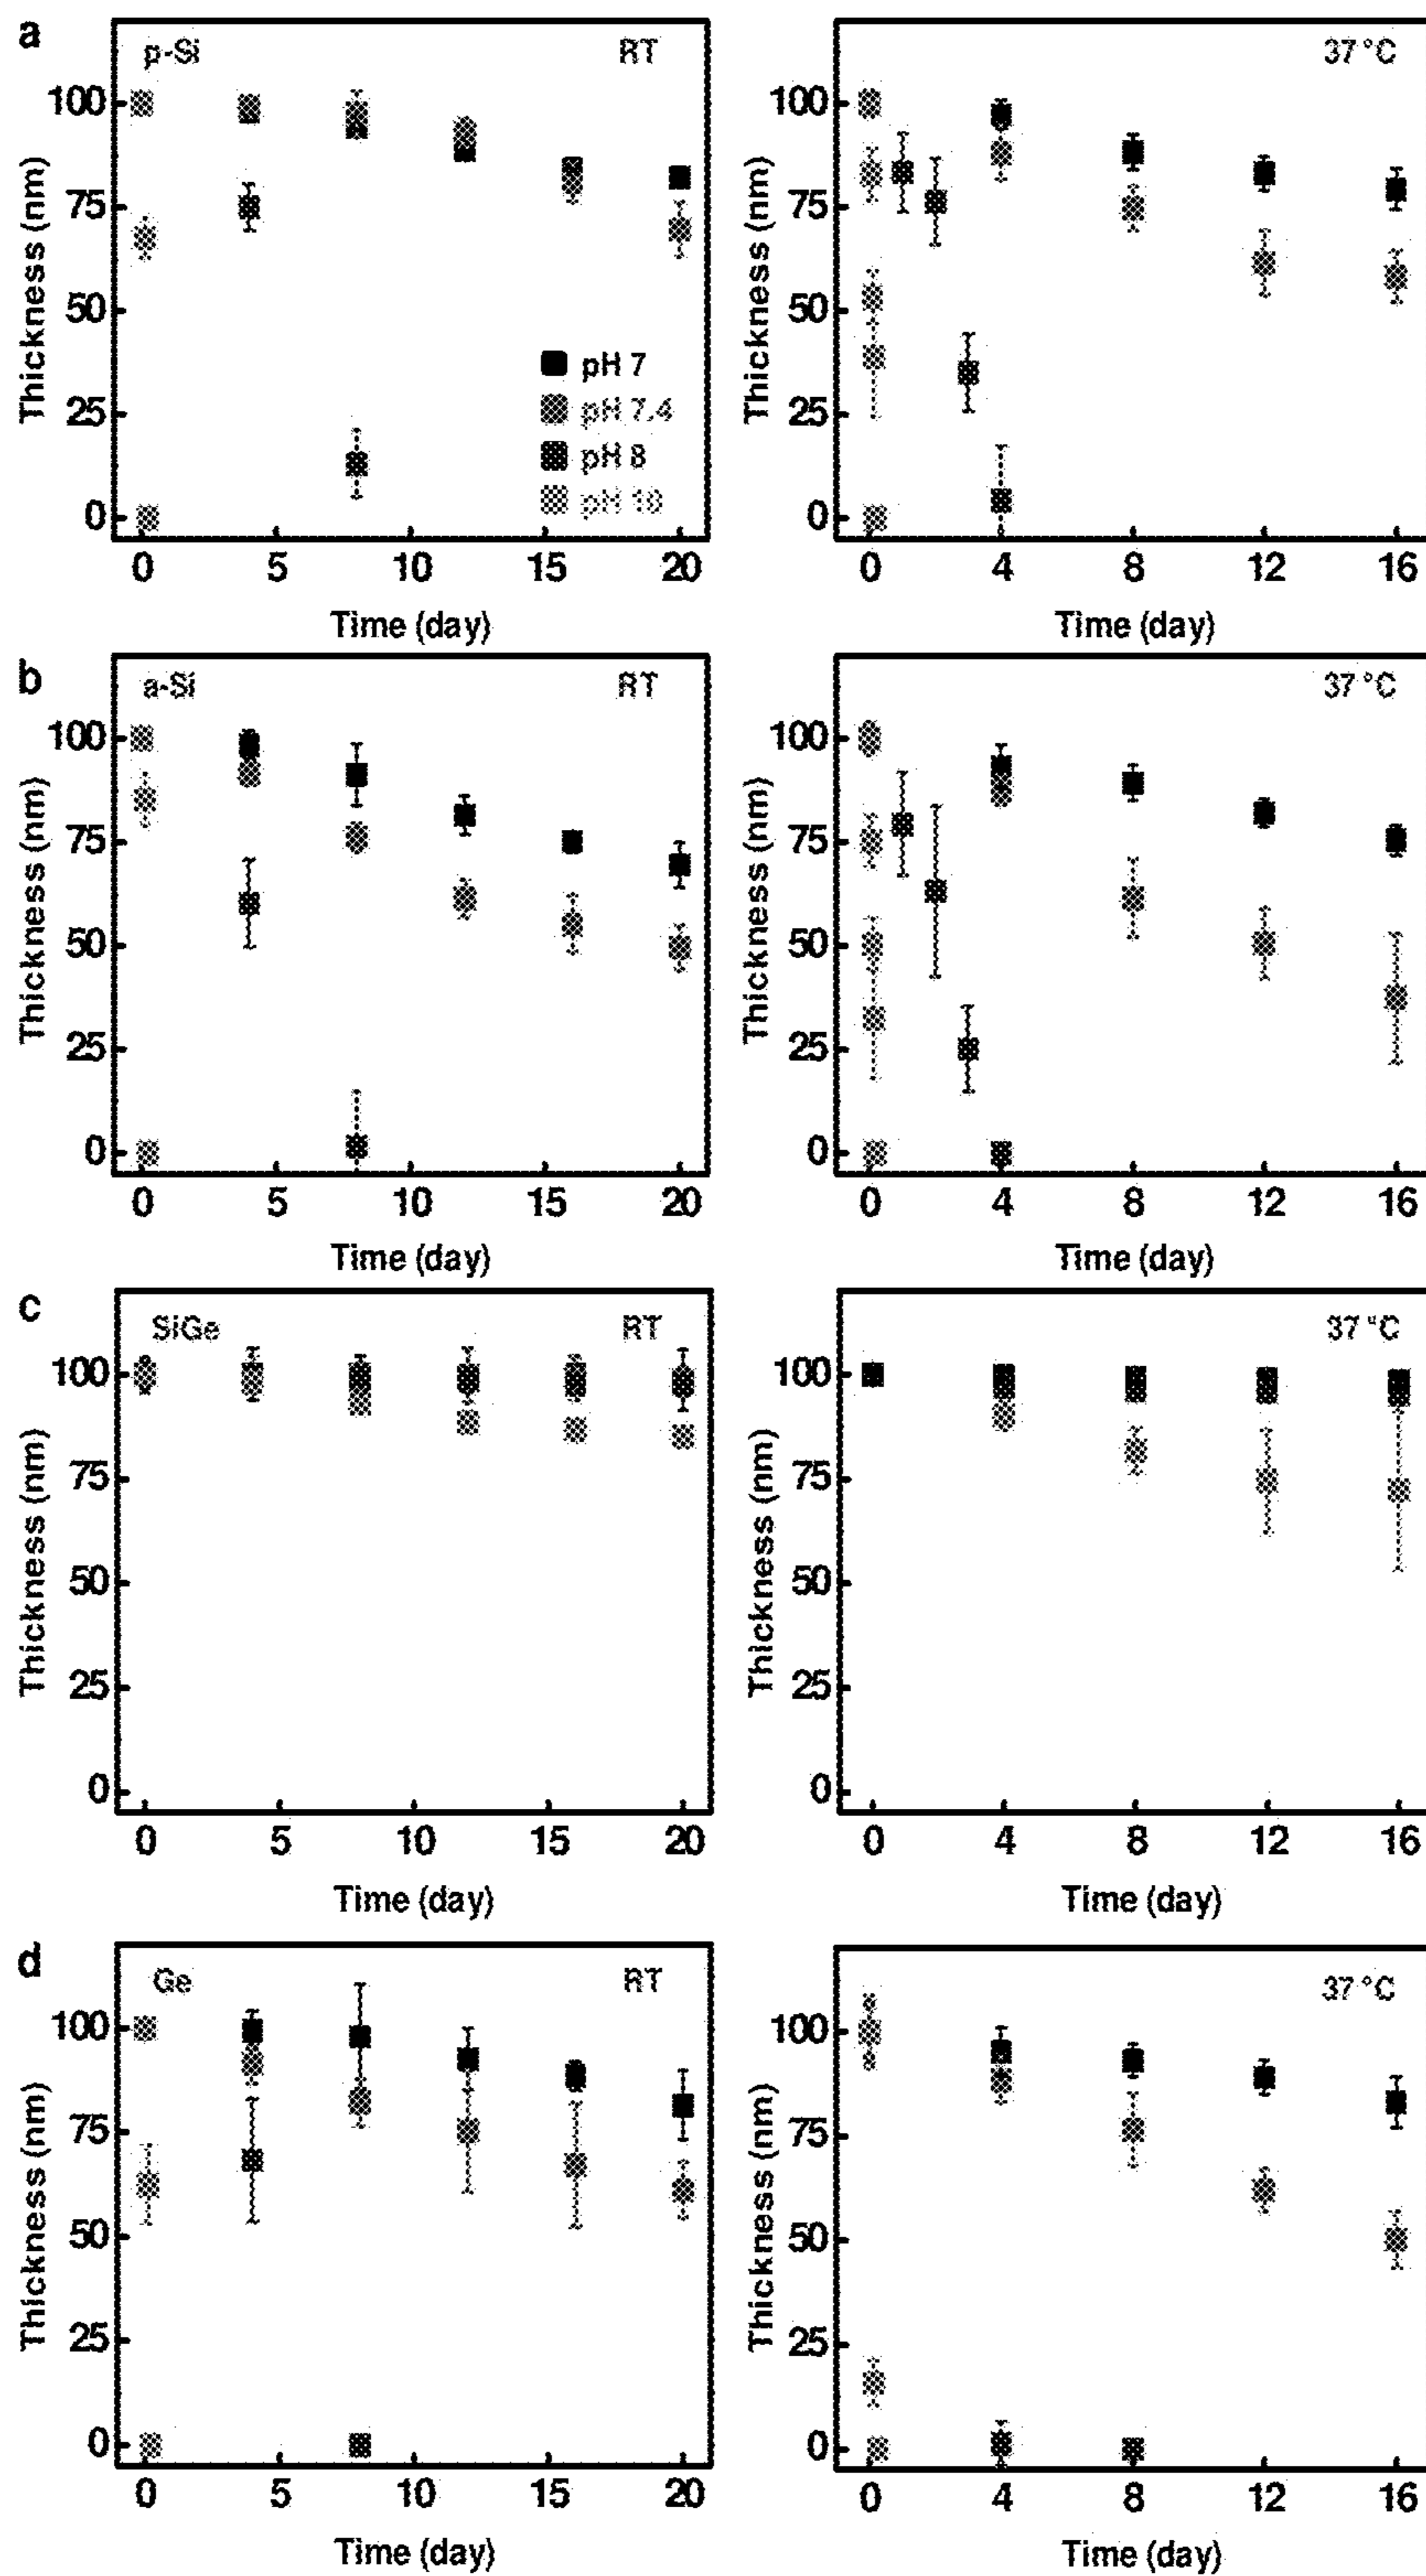 a
p-Si RT
100
75
50
25
0
Thickness (nm)
pH 7
pH 7.4
pH 8
pH 10
0 5 10 15 20
Time (day)
37 °C
100
75
50
25
0
Thickness (nm)
0 4 8 12 16
Time (day)
b
a-Si RT
100
75
50
25
0
Thickness (nm)
0 5 10 15 20
Time (day)
37 °C
100
75
50
25
0
Thickness (nm)
0 4 8 12 16
Time (day)
c
SiGe RT
100
75
50
25
0
Thickness (nm)
0 5 10 15 20
Time (day)
37 °C
100
75
50
25
0
Thickness (nm)
0 4 8 12 16
Time (day)
d
Ge RT
100
75
50
25
0
Thickness (nm)
0 5 10 15 20
Time (day)
37 °C
100
75
50
25
0
Thickness (nm)
0 4 8 12 16
Time (day)